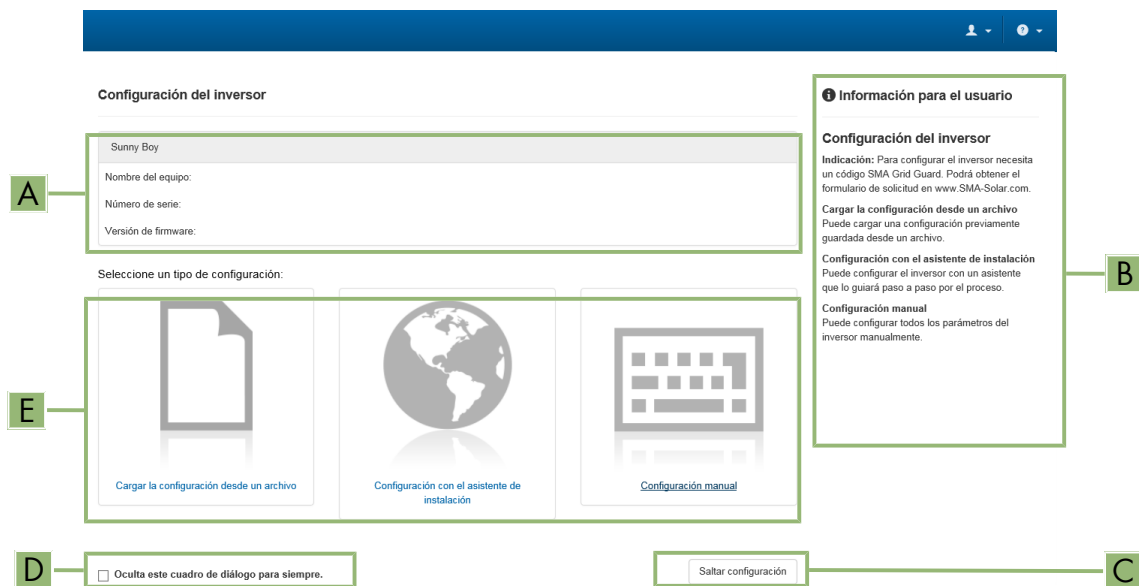 Configuración del inversor
A
Sunny Boy
Nombre del equipo:
Número de serie:
Versión de firmware:
Seleccione un tipo de configuración:
E
Cargar la configuración desde un archivo
Configuración con el asistente de
instalación
Configuración manual
D
Oculta este cuadro de diálogo para siempre.
Saltar configuración
C
Información para el usuario
Configuración del inversor
Indicación: Para configurar el inversor necesita
un código SMA Grid Guard. Podrá obtener el
formulario de solicitud en www.SMA-Solar.com.
Cargar la configuración desde un archivo
Puede cargar una configuración previamente
guardada desde un archivo.
Configuración con el asistente de instalación
Puede configurar el inversor con un asistente
que lo guiará paso a paso por el proceso.
Configuración manual
Puede configurar todos los parámetros del
inversor manualmente.
B